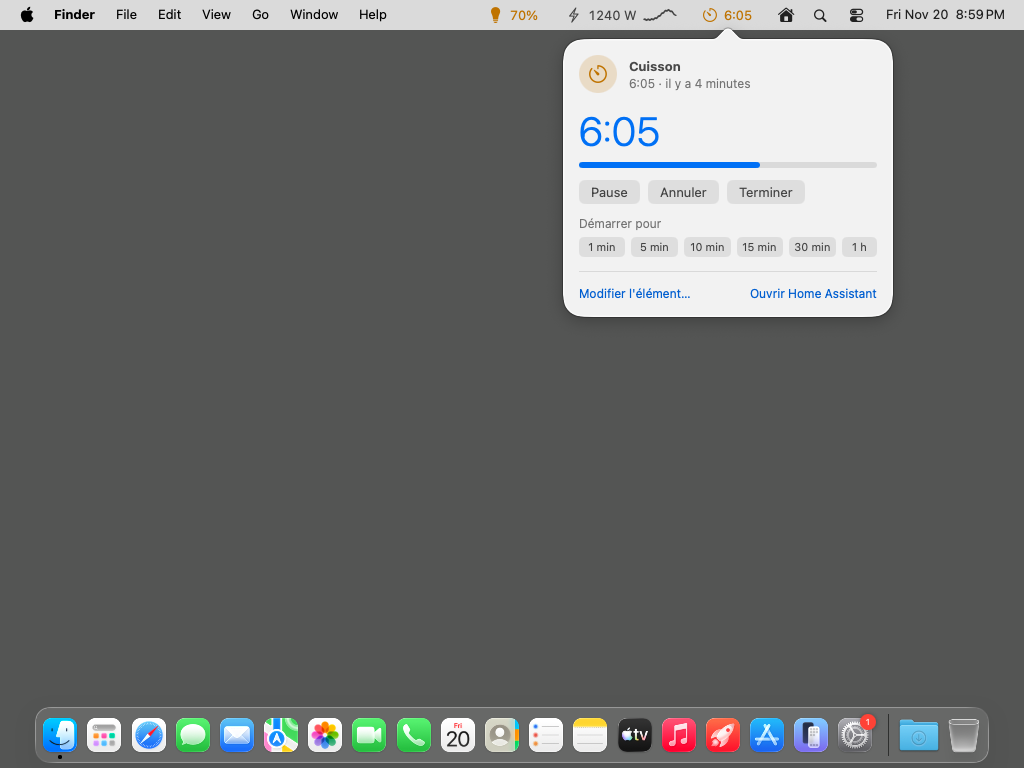 Finder File Edit View Go Window Help 70% 1240 W 6:05 Fri Nov 20 8:59 PM
Cuisson
6:05 · il y a 4 minutes
6:05
Pause Annuler Terminer
Démarrer pour
1 min 5 min 10 min 15 min 30 min 1 h
Modifier l'élément... Ouvrir Home Assistant
1
Fri
20
tv